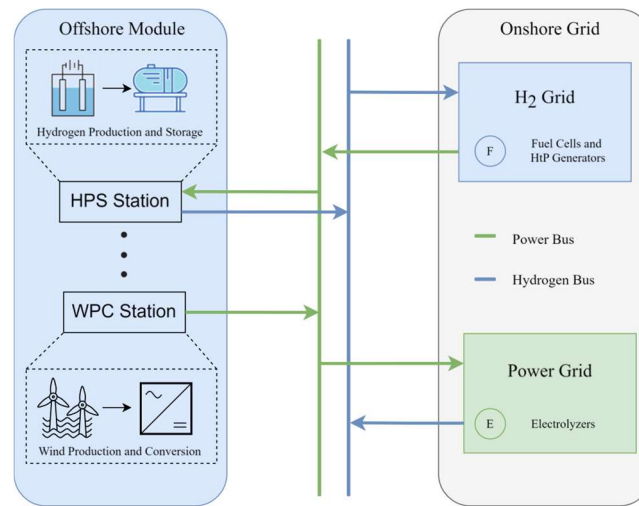 Offshore Module
Hydrogen Production and Storage
HPS Station
WPC Station
Wind Production and Conversion
Onshore Grid
H2 Grid
F
Fuel Cells and
HtP Generators
Power Bus
Hydrogen Bus
Power Grid
E
Electrolyzers